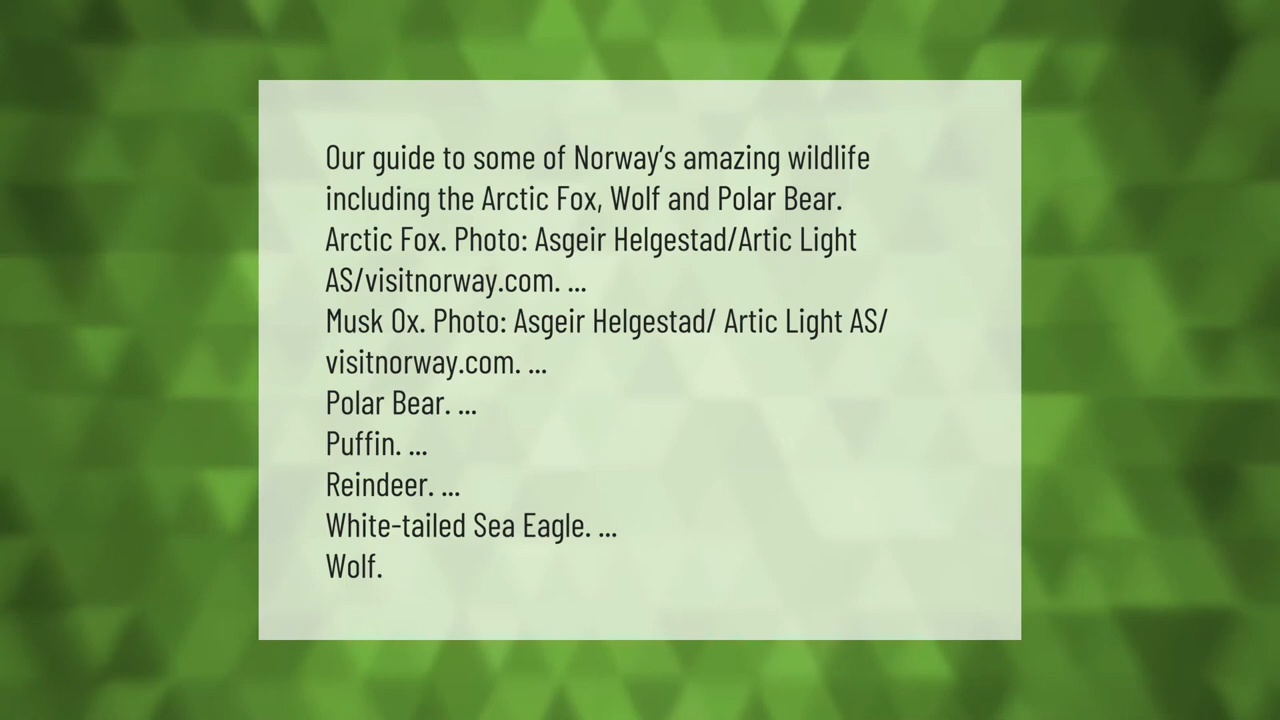 Our guide to some of Norway’s amazing wildlife
including the Arctic Fox, Wolf and Polar Bear.
Arctic Fox. Photo: Asgeir Helgestad/Artic Light
AS/visitnorway.com. ...
Musk Ox. Photo: Asgeir Helgestad/ Artic Light AS/
visitnorway.com. ...
Polar Bear. ...
Puffin. ...
Reindeer. ...
White-tailed Sea Eagle. ...
Wolf.